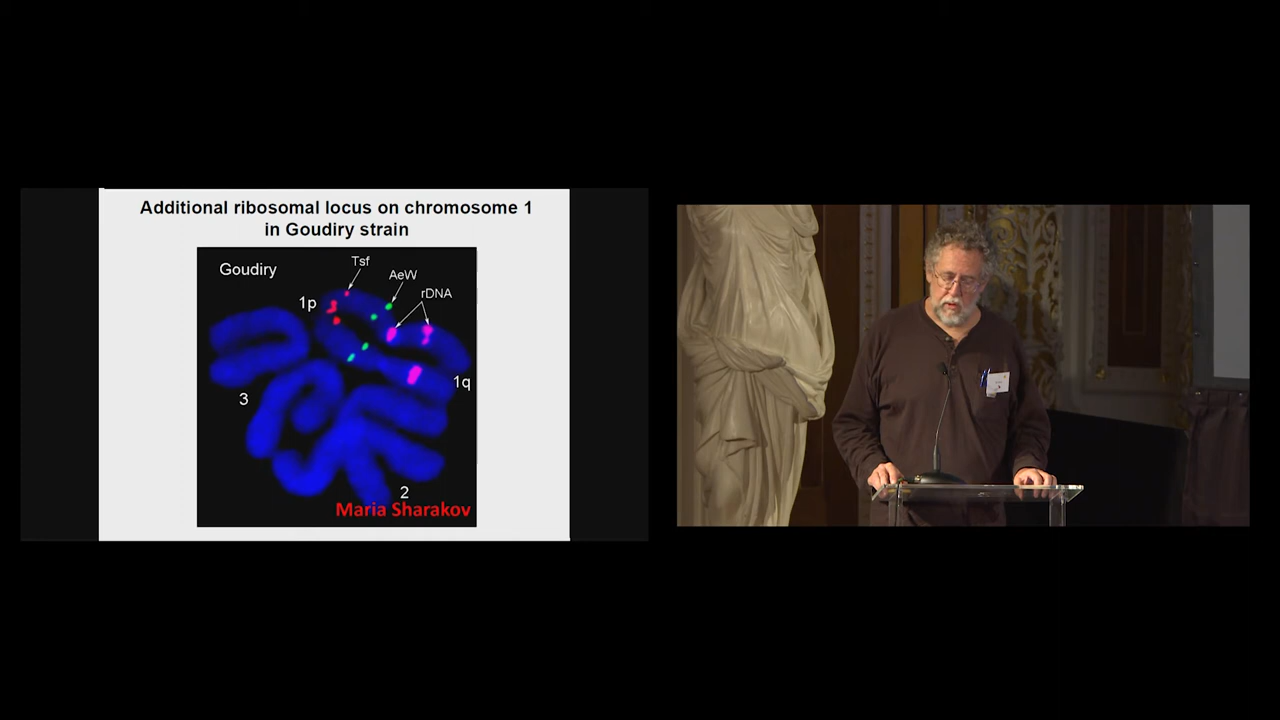 Additional ribosomal locus on chromosome 1
in Goudiry strain
Goudiry
Tsf
AeW
rDNA
1p
1q
3
2
Maria Sharakov